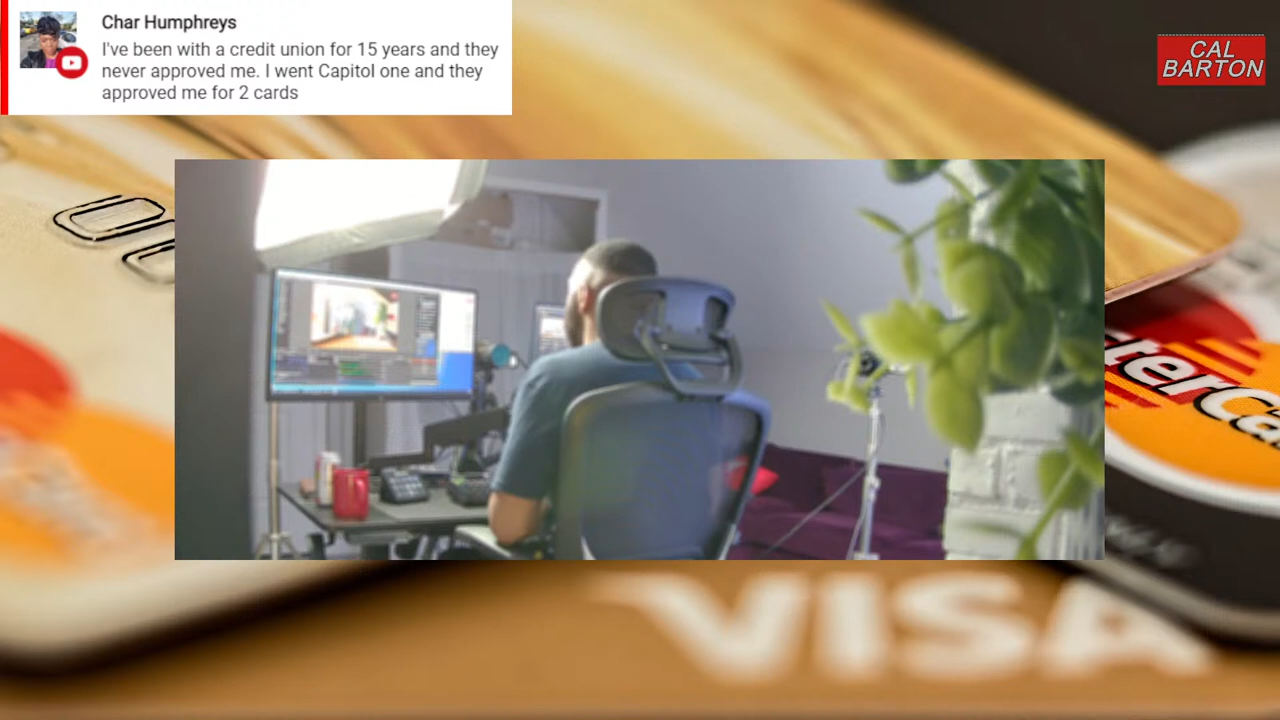 Char Humphreys
I've been with a credit union for 15 years and they
never approved me. I went Capitol one and they
approved me for 2 cards
CAL
BARTON
VISA